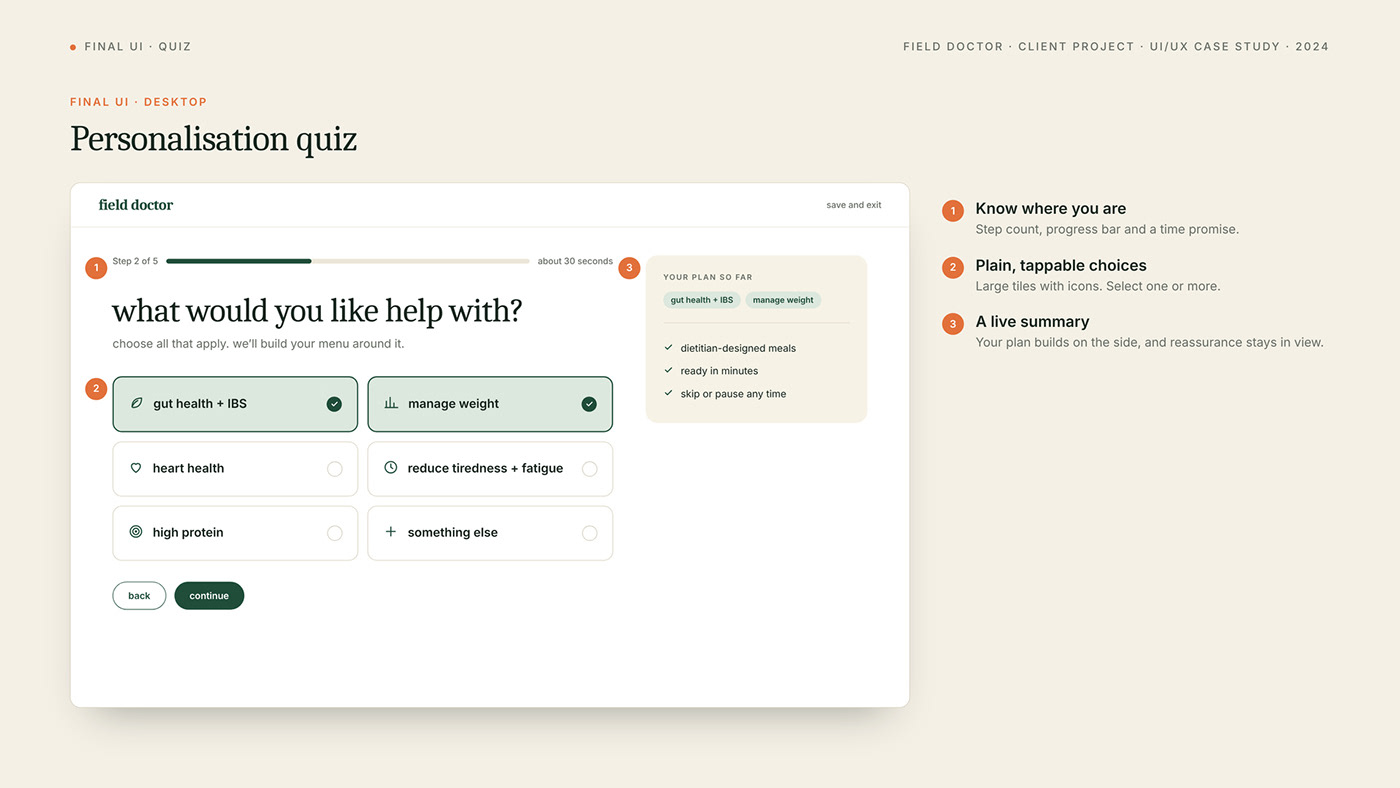 FINAL UI · QUIZ
FIELD DOCTOR · CLIENT PROJECT · UI/UX CASE STUDY · 2024
FINAL UI · DESKTOP
Personalisation quiz
field doctor
save and exit
1
Step 2 of 5
about 30 seconds
what would you like help with?
choose all that apply. we’ll build your menu around it.
2
gut health + IBS
manage weight
heart health
reduce tiredness + fatigue
high protein
something else
back
continue
3
YOUR PLAN SO FAR
gut health + IBS
manage weight
dietitian-designed meals
ready in minutes
skip or pause any time
1
Know where you are
Step count, progress bar and a time promise.
2
Plain, tappable choices
Large tiles with icons. Select one or more.
3
A live summary
Your plan builds on the side, and reassurance stays in view.